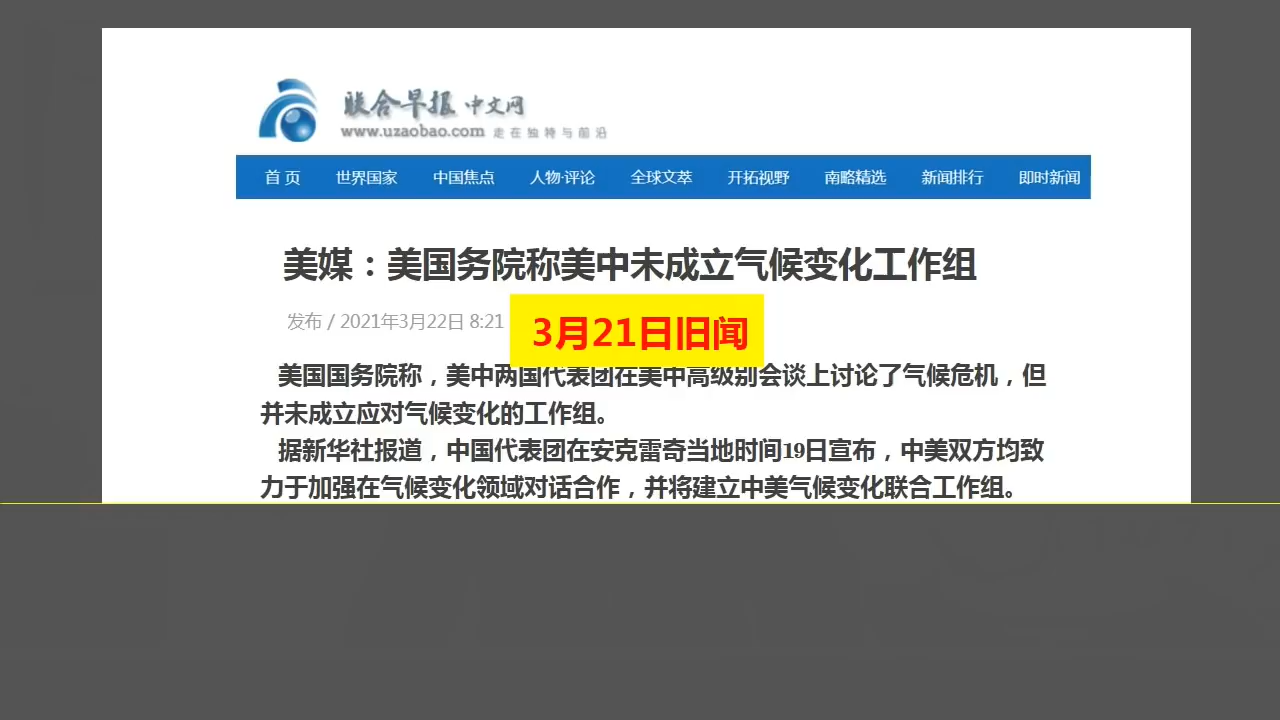 联合早报 中文网
www.uzaobao.com 走在独特与前沿
首 页 世界国家 中国焦点 人物·评论 全球文萃 开拓视野 南略精选 新闻排行 即时新闻
美媒：美国务院称美中未成立气候变化工作组
发布 / 2021年3月22日 8:21
3月21日旧闻
美国国务院称，美中两国代表团在美中高级别会谈上讨论了气候危机，但
并未成立应对气候变化的工作组。
据新华社报道，中国代表团在安克雷奇当地时间19日宣布，中美双方均致
力于加强在气候变化领域对话合作，并将建立中美气候变化联合工作组。